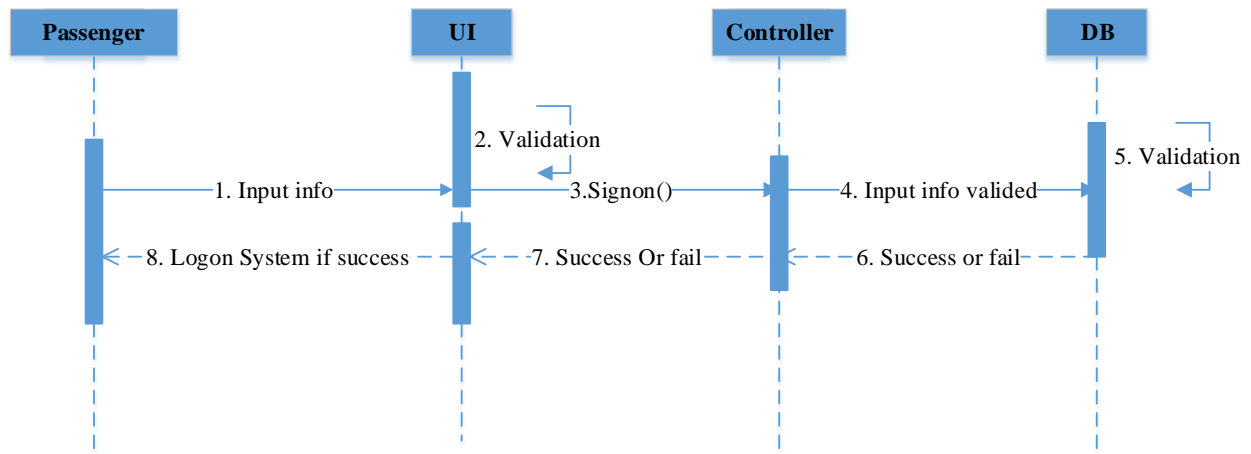 Passenger
UI
Controller
DB
2. Validation
5. Validation
1. Input info
3.Signon()
4. Input info valided
8. Logon System if success
7. Success Or fail
6. Success or fail